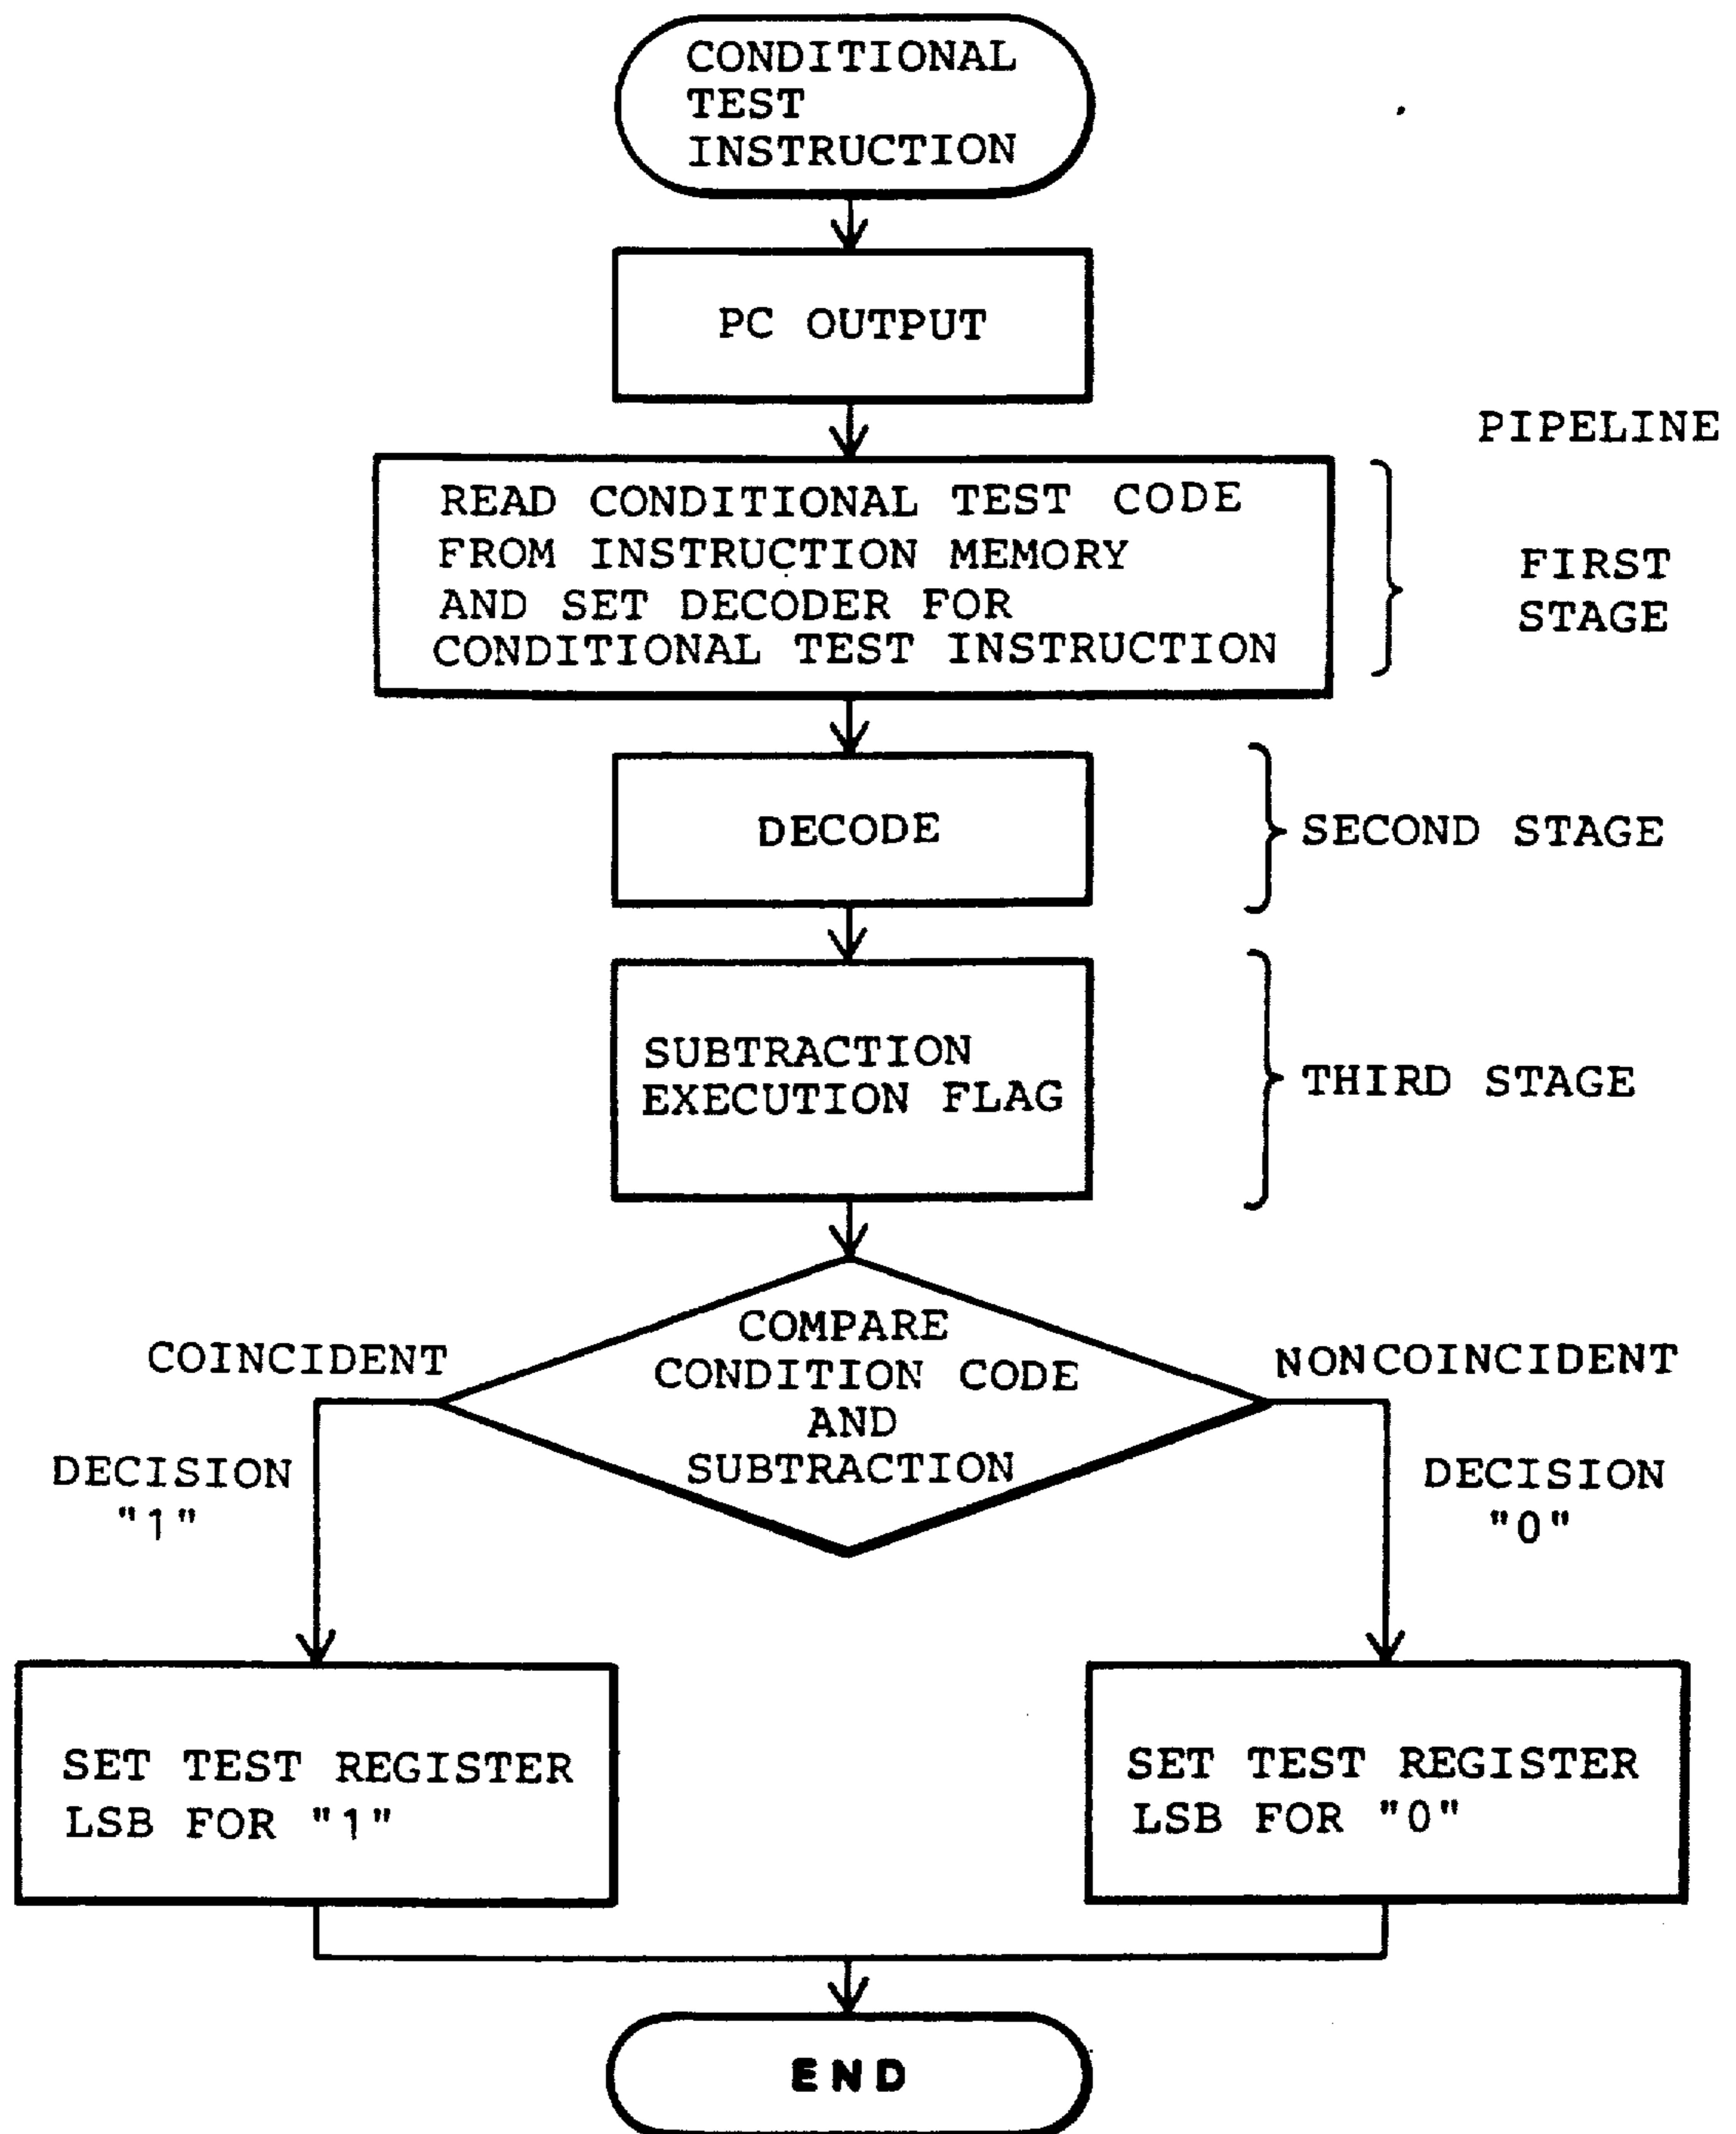 CONDITIONAL
TEST
INSTRUCTION
PC OUTPUT
PIPELINE
READ CONDITIONAL TEST CODE
FROM INSTRUCTION MEMORY
AND SET DECODER FOR
CONDITIONAL TEST INSTRUCTION
FIRST
STAGE
DECODE
SECOND STAGE
SUBTRACTION
EXECUTION FLAG
THIRD STAGE
COMPARE
CONDITION CODE
AND
SUBTRACTION
COINCIDENT
NONCOINCIDENT
DECISION
"1"
DECISION
"0"
SET TEST REGISTER
LSB FOR "1"
SET TEST REGISTER
LSB FOR "0"
END